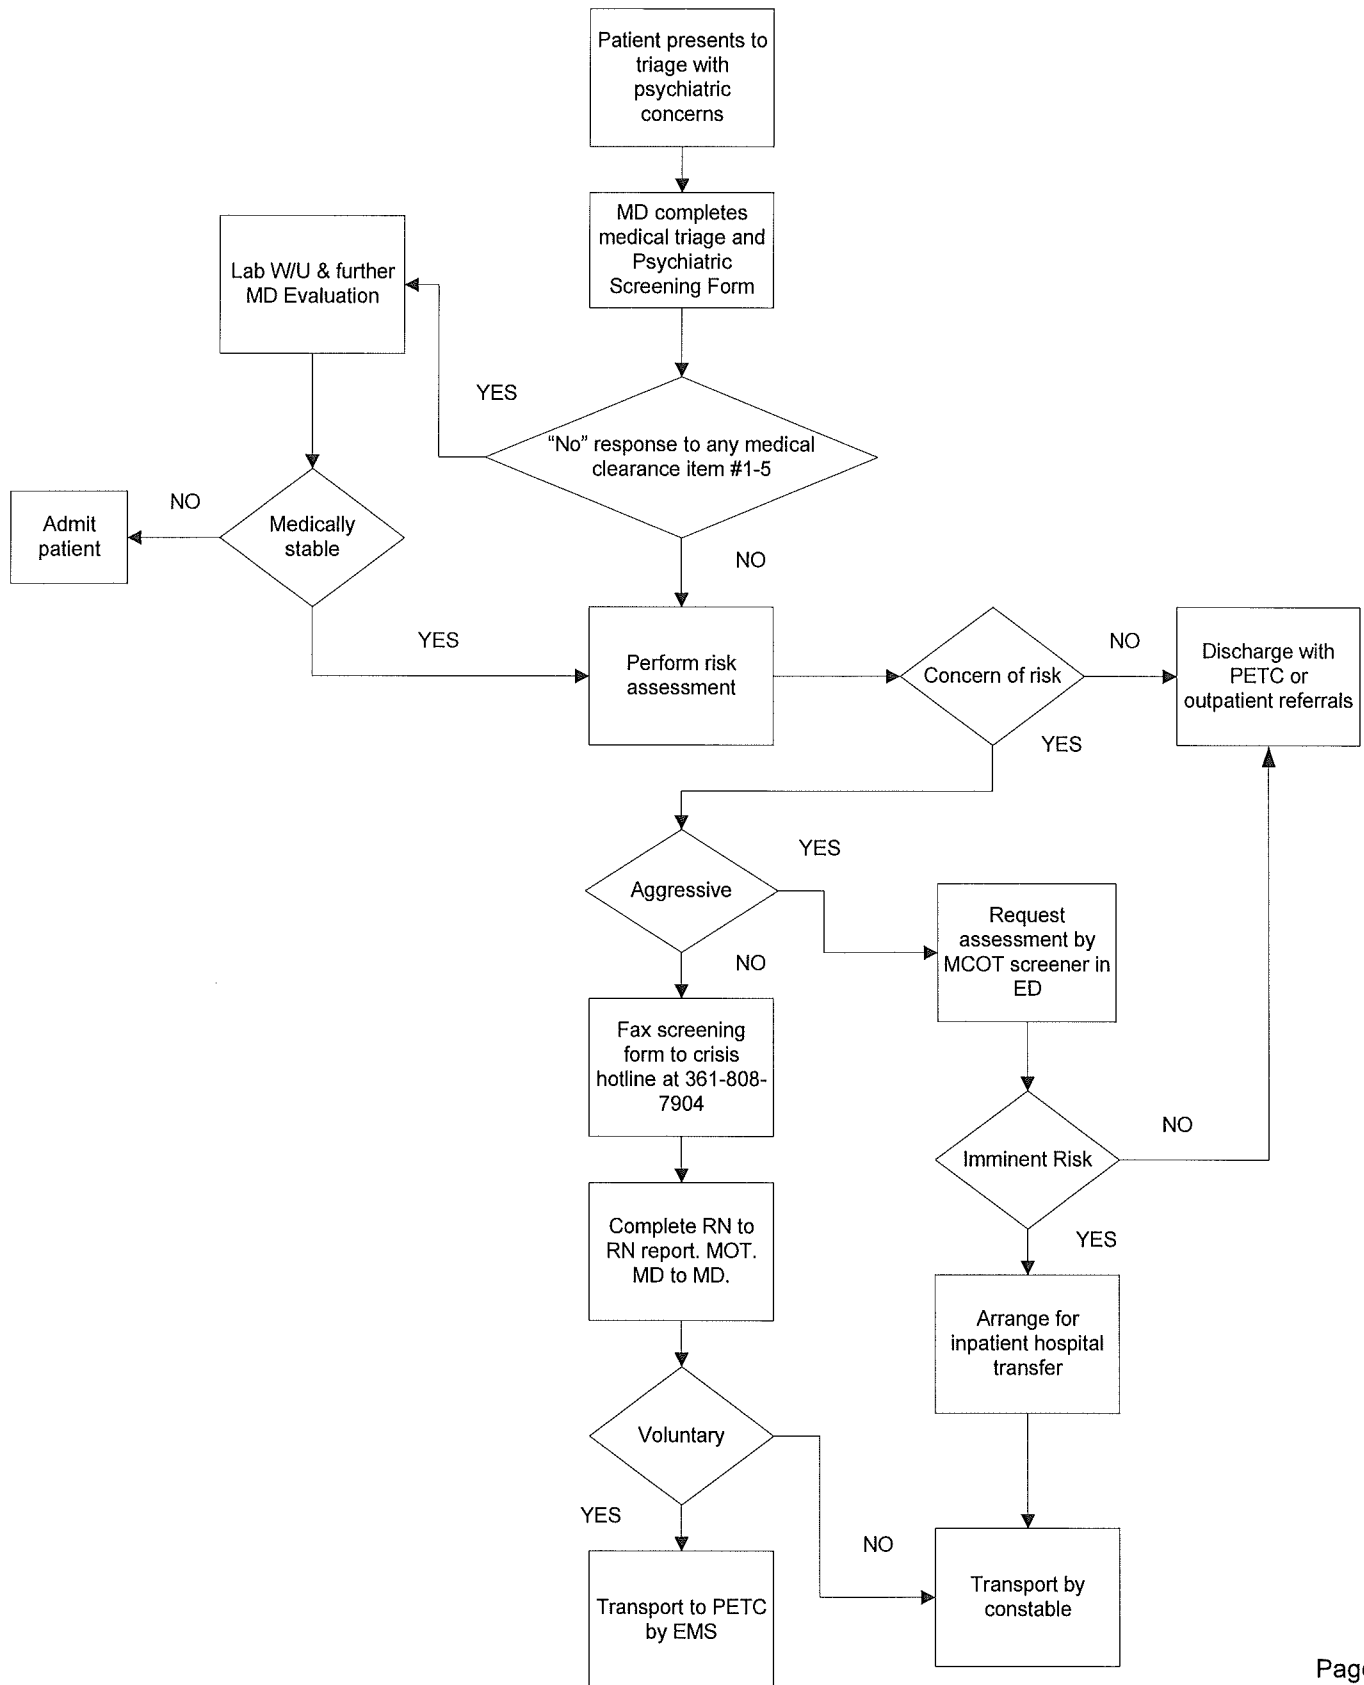 Patient presents to
triage with
psychiatric
concerns
MD completes
medical triage and
Psychiatric
Screening Form
Lab W/U & further
MD Evaluation
YES
"No" response to any medical
clearance item #1-5
NO
Admit
patient
Medically
stable
NO
YES
Perform risk
assessment
Concern of risk
NO
Discharge with
PETC or
outpatient referrals
YES
Aggressive
YES
Request
assessment by
MCOT screener in
ED
NO
Fax screening
form to crisis
hotline at 361-808-
7904
Imminent Risk
NO
Complete RN to
RN report. MOT.
MD to MD.
YES
Arrange for
inpatient hospital
transfer
Voluntary
YES
NO
Transport to PETC
by EMS
Transport by
constable
Page